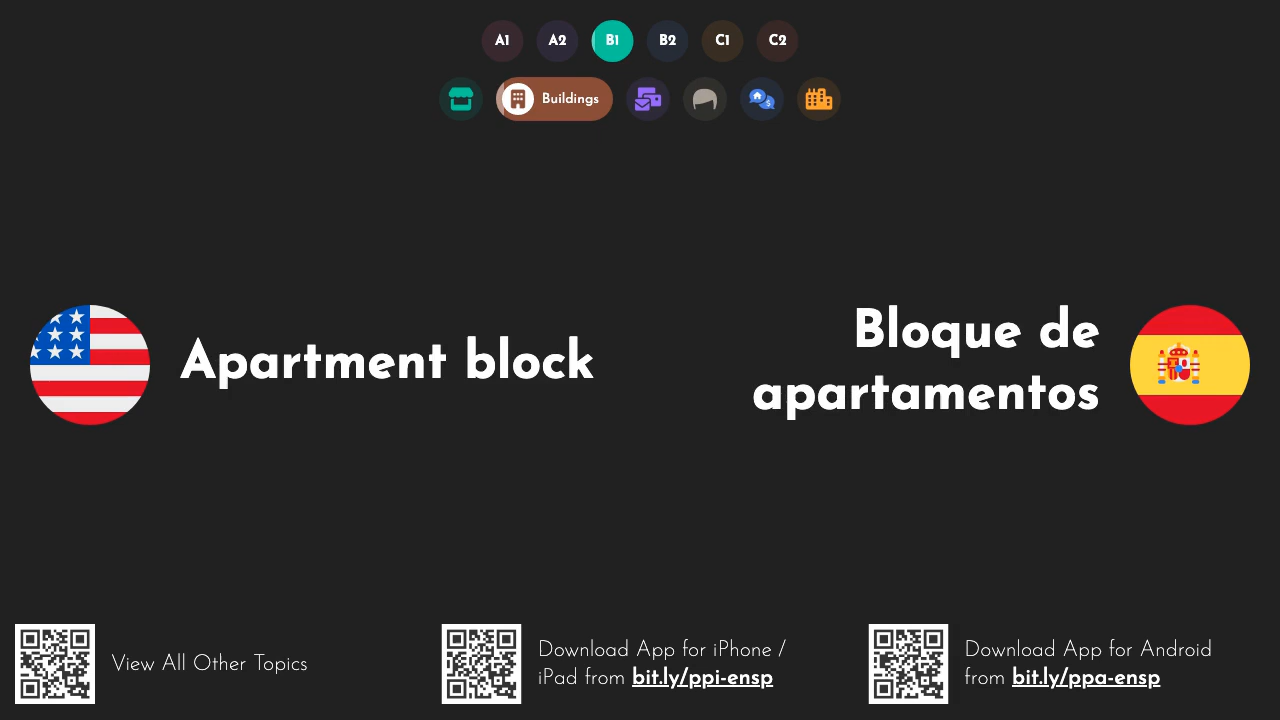 A1 A2 B1 B2 C1 C2
Buildings
Apartment block
Bloque de
apartamentos
View All Other Topics
Download App for iPhone /
iPad from bit.ly/ppi-ensp
Download App for Android
from bit.ly/ppa-ensp